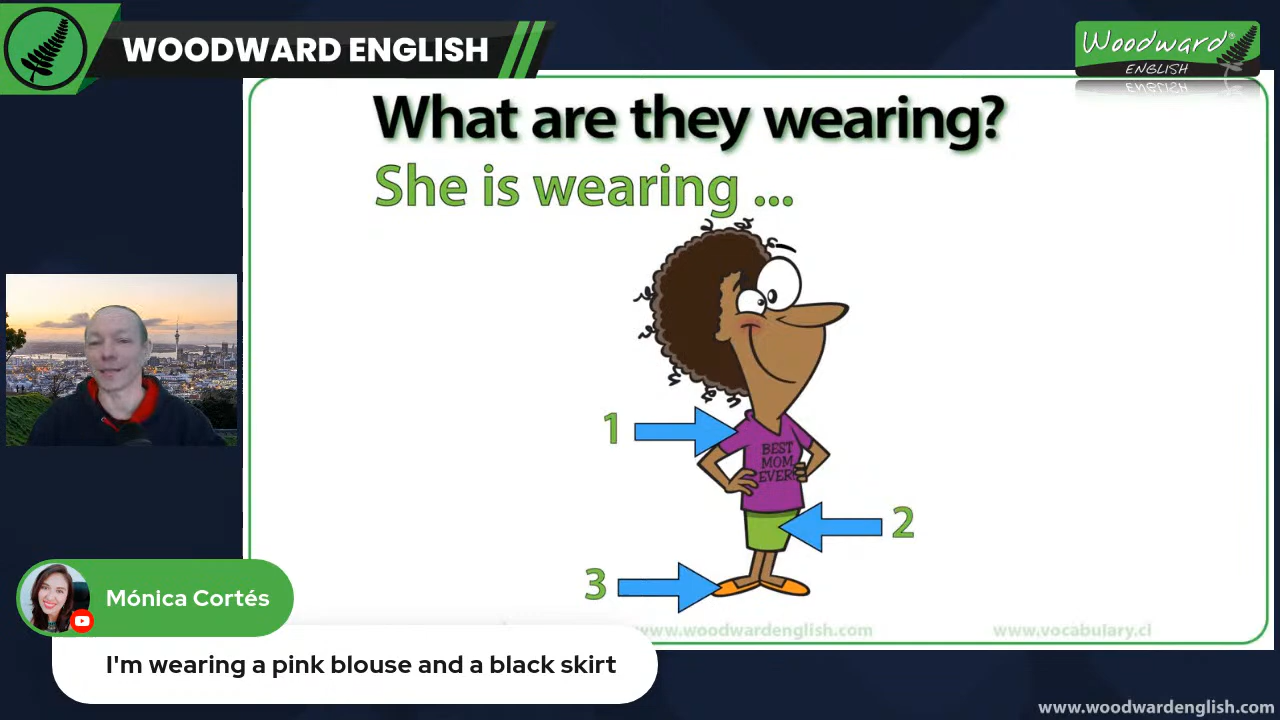 WOODWARD ENGLISH
Woodward®
ENGLISH
What are they wearing?
She is wearing ...
1
BEST
MOM
EVER!
2
3
www.woodwardenglish.com
www.vocabulary.cl
Mónica Cortés
I'm wearing a pink blouse and a black skirt
www.woodwardenglish.com